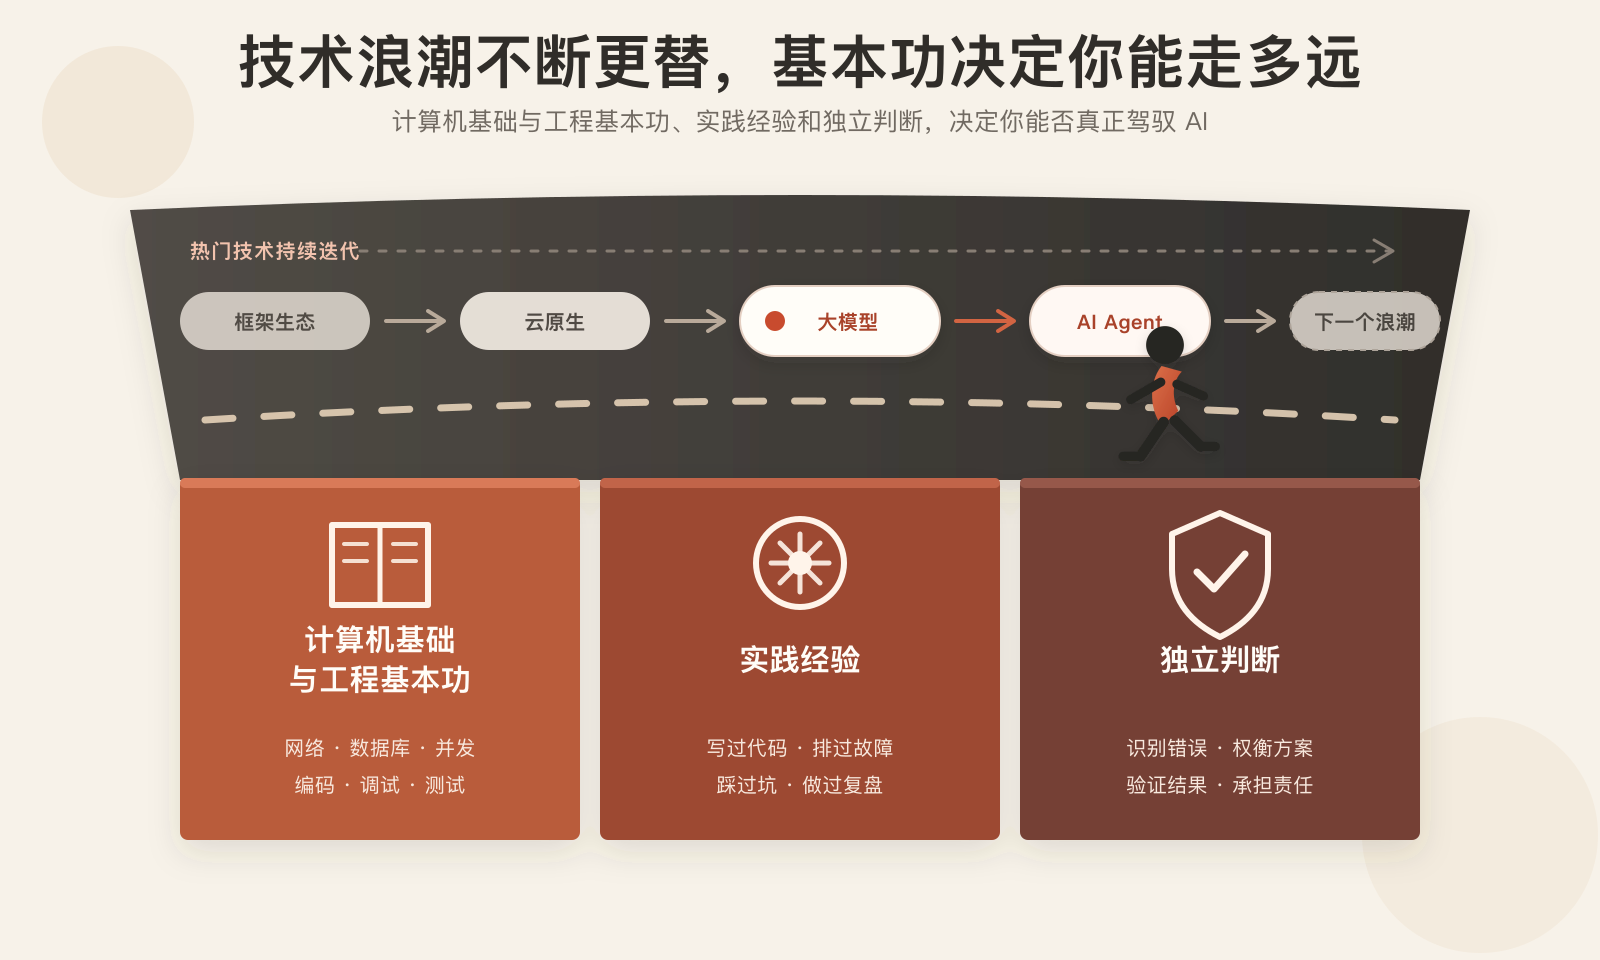 技术浪潮不断更替，基本功决定你能走多远
计算机基础与工程基本功、实践经验和独立判断，决定你能否真正驾驭 AI
热门技术持续迭代
框架生态
云原生
大模型
AI Agent
下一个浪潮
计算机基础
与工程基本功
网络 · 数据库 · 并发
编码 · 调试 · 测试
实践经验
写过代码 · 排过故障
踩过坑 · 做过复盘
独立判断
识别错误 · 权衡方案
验证结果 · 承担责任